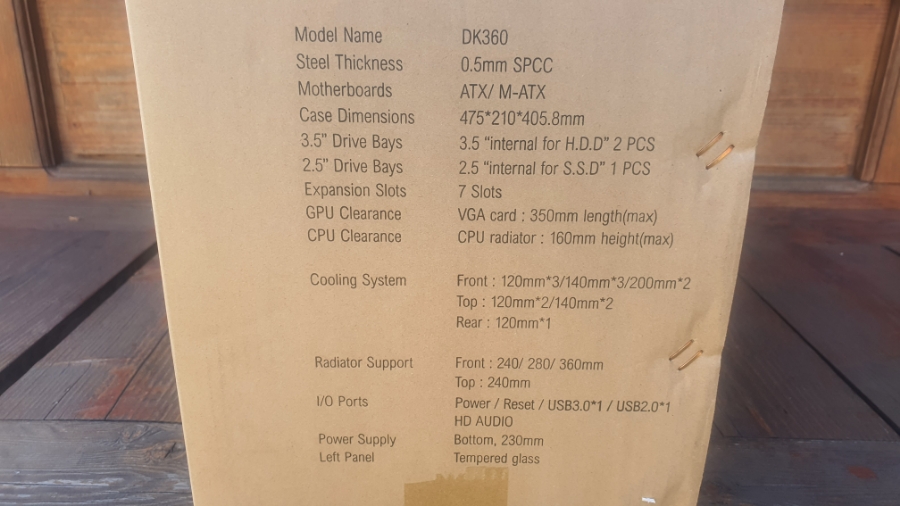 Model Name DK360
Steel Thickness 0.5mm SPCC
Motherboards ATX/ M-ATX
Case Dimensions 475*210*405.8mm
3.5" Drive Bays 3.5 "internal for H.D.D" 2 PCS
2.5" Drive Bays 2.5 "internal for S.S.D" 1 PCS
Expansion Slots 7 Slots
GPU Clearance VGA card : 350mm length(max)
CPU Clearance CPU radiator : 160mm height(max)
Cooling System Front : 120mm*3/140mm*3/200mm*2
Top : 120mm*2/140mm*2
Rear : 120mm*1
Radiator Support Front : 240/ 280/ 360mm
Top : 240mm
I/O Ports Power / Reset / USB3.0*1 / USB2.0*1
HD AUDIO
Power Supply Bottom, 230mm
Left Panel Tempered glass